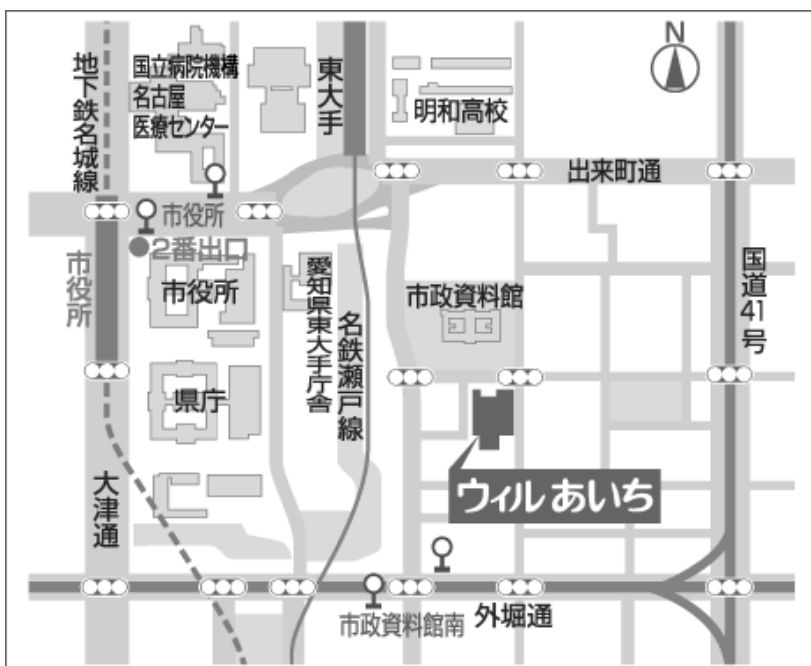 N
地下鉄名城線
国立病院機構
名古屋
医療センター
東大手
明和高校
出来町通
市役所
2番出口
市役所
市役所
愛知県東大手庁舎
名鉄瀬戸線
市政資料館
国道41号
県庁
大津通
ウィルあいち
市政資料館南
外堀通